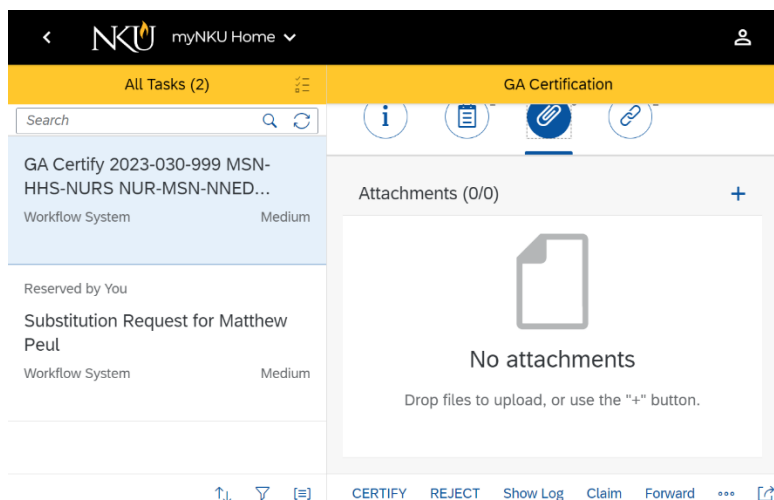 NKU myNKU Home
All Tasks (2)
GA Certification
Search
GA Certify 2023-030-999 MSN-
HHS-NURS NUR-MSN-NNED...
Workflow System Medium
Reserved by You
Substitution Request for Matthew
Peul
Workflow System Medium
i
Attachments (0/0) +
No attachments
Drop files to upload, or use the "+" button.
CERTIFY REJECT Show Log Claim Forward